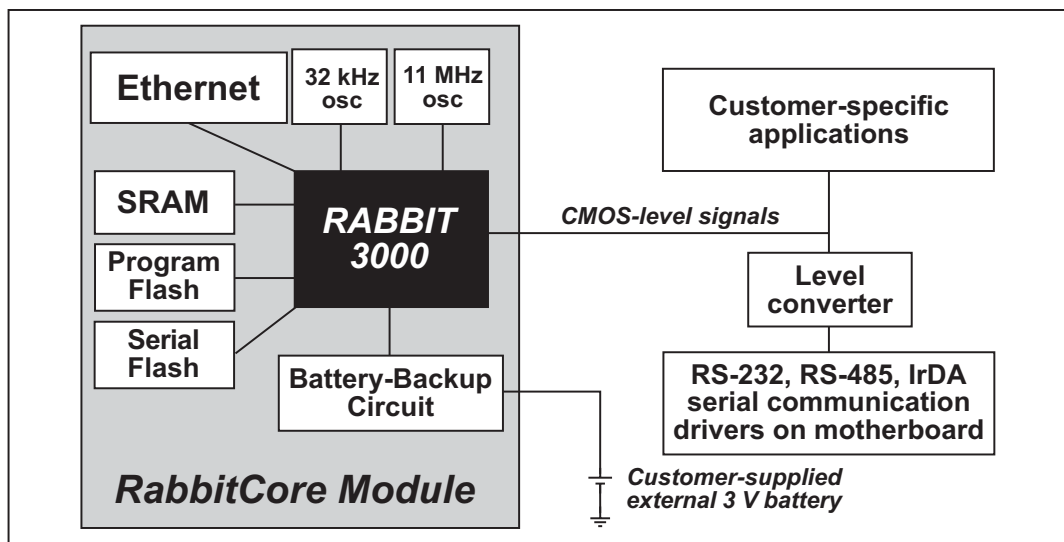 Ethernet
32 kHz
osc
11 MHz
osc
Customer-specific
applications
SRAM
RABBIT
3000
CMOS-level signals
Program
Flash
Level
converter
Serial
Flash
Battery-Backup
Circuit
RS-232, RS-485, IrDA
serial communication
drivers on motherboard
RabbitCore Module
Customer-supplied
external 3 V battery